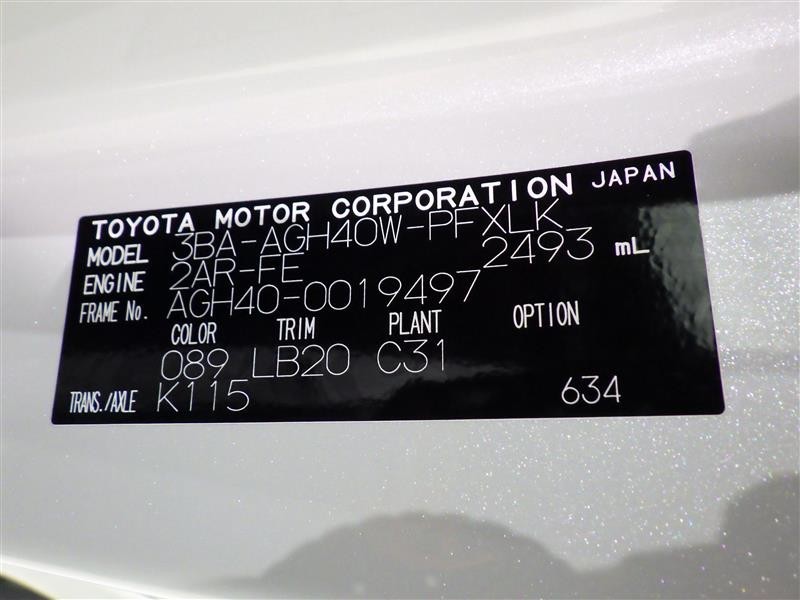 TOYOTA MOTOR CORPORATION JAPAN
MODEL 3BA-AGH40W-PFXLK
ENGINE 2AR-FE 2493 mL
FRAME No. AGH40-0019497
COLOR TRIM PLANT OPTION
089 LB20 C31
TRANS./AXLE K115 634